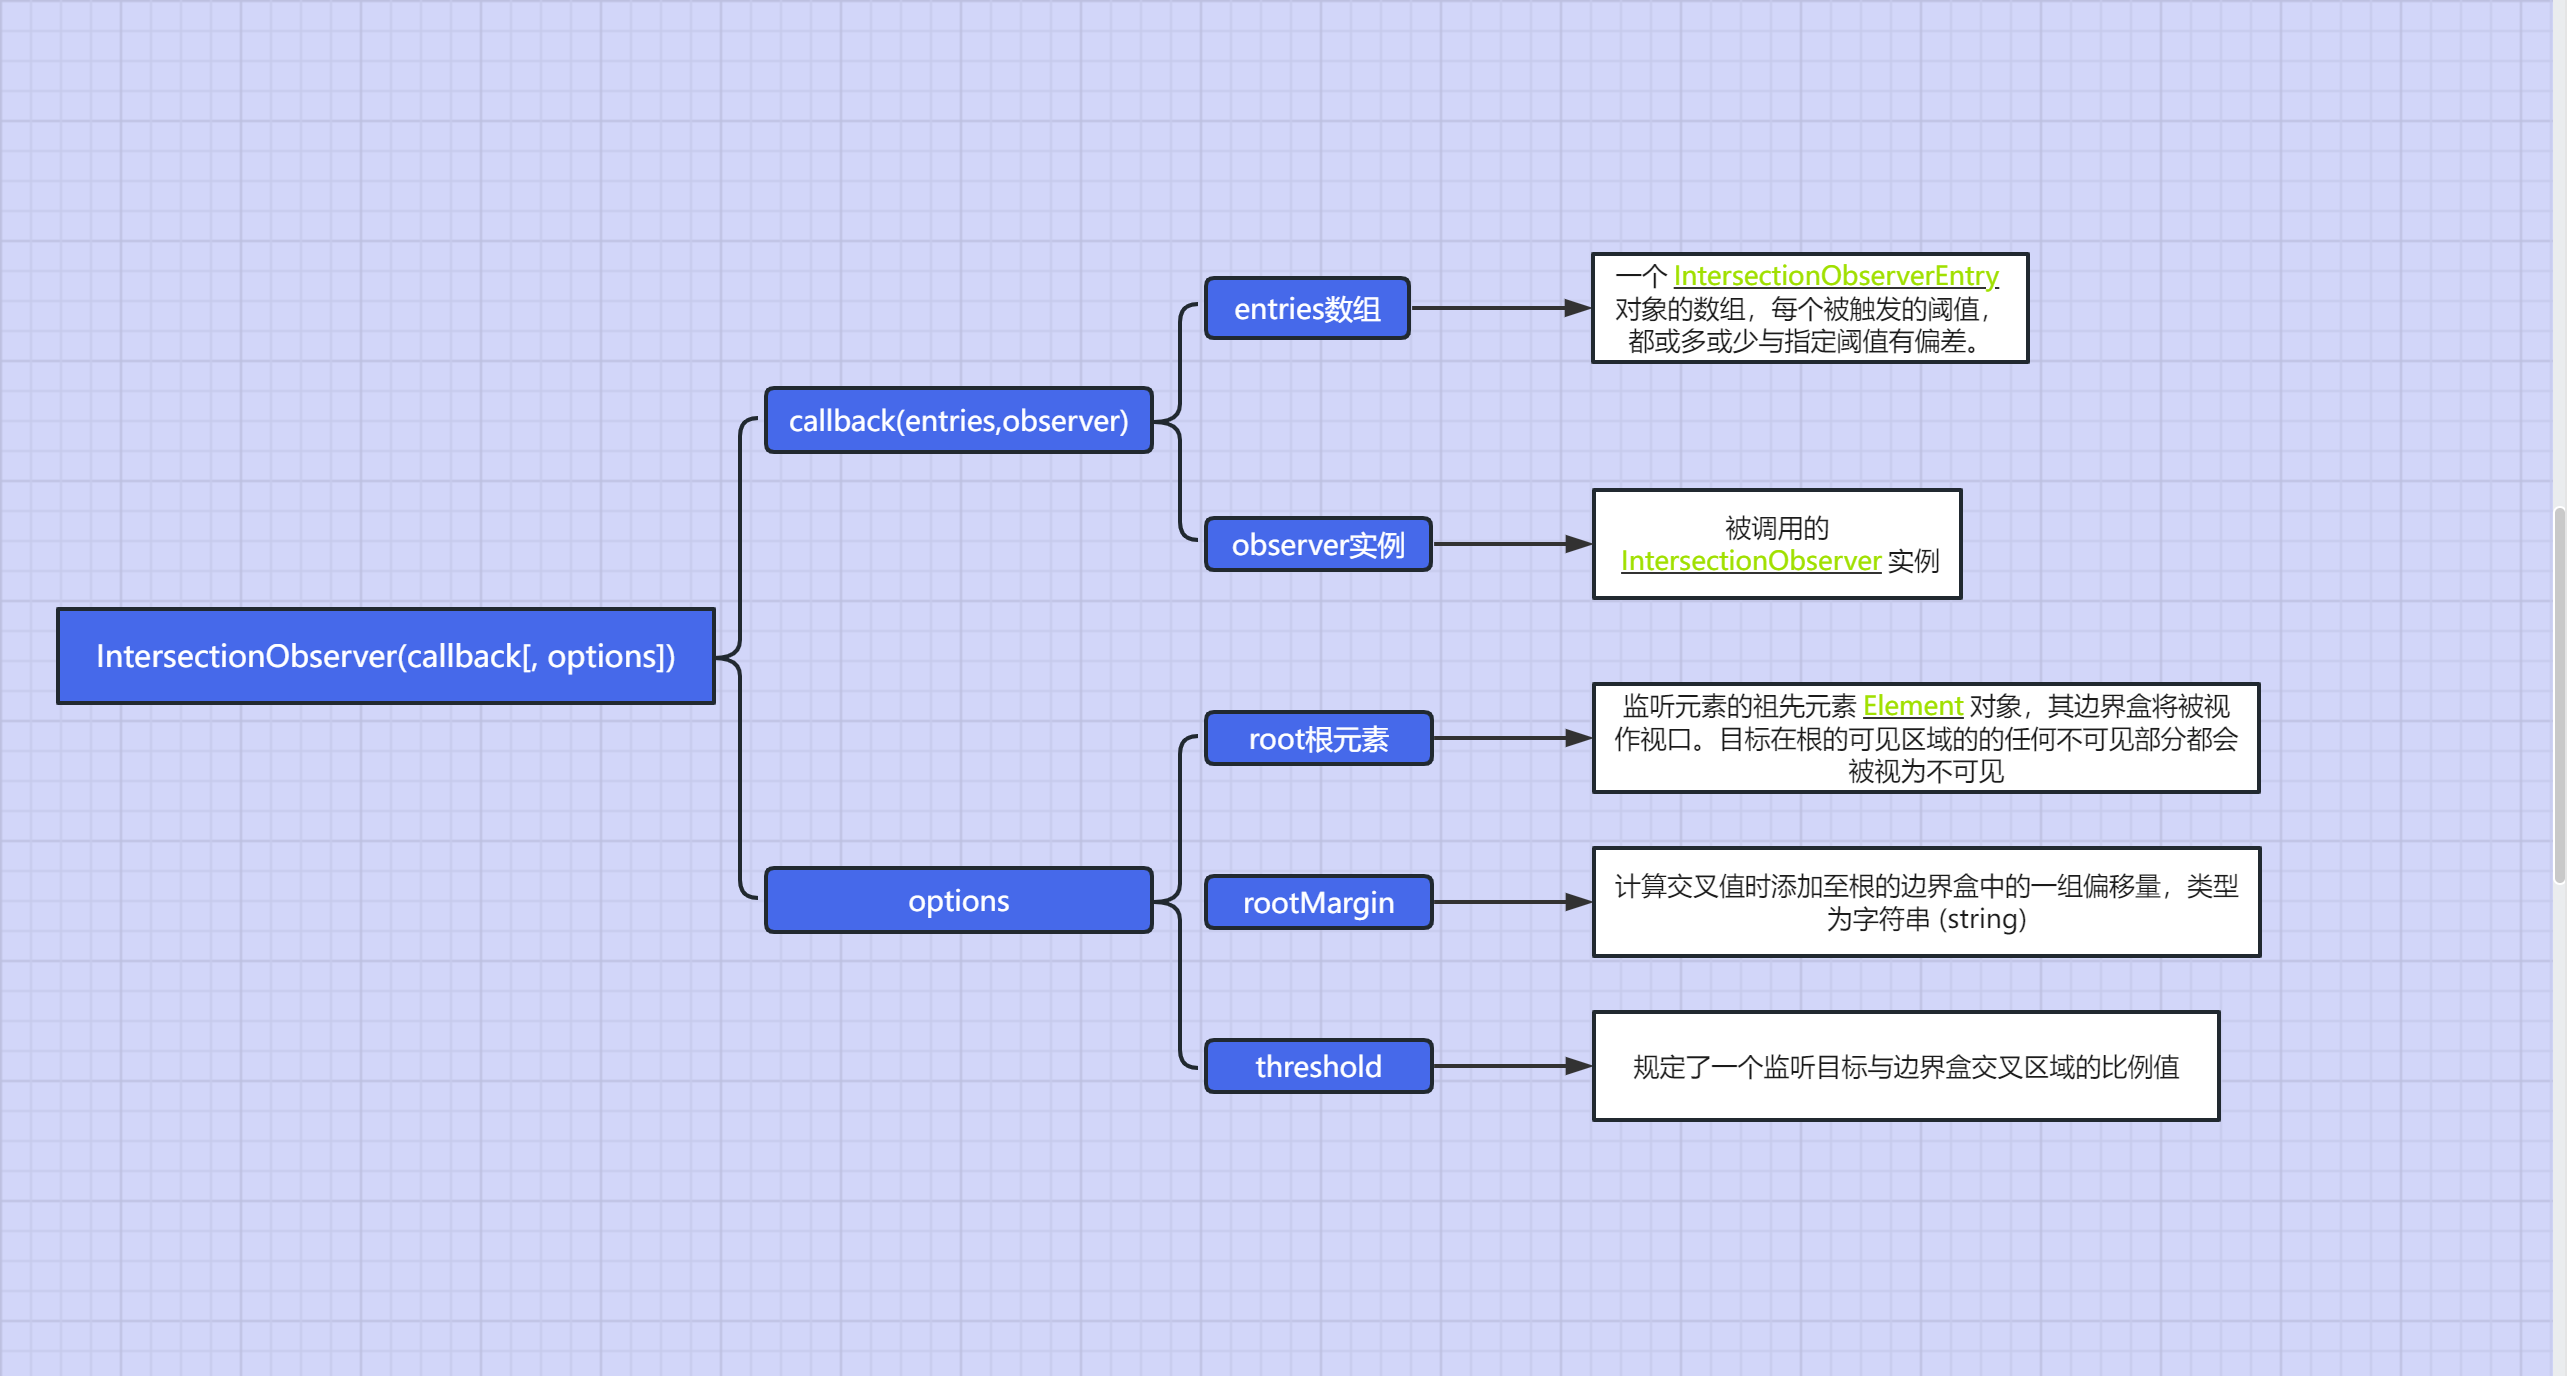 IntersectionObserver(callback[, options])
callback(entries,observer)
entries数组
一个 IntersectionObserverEntry
对象的数组，每个被触发的阈值，
都或多或少与指定阈值有偏差。
observer实例
被调用的
IntersectionObserver 实例
options
root根元素
监听元素的祖先元素 Element 对象，其边界盒将被视
作视口。目标在根的可见区域的的任何不可见部分都会
被视为不可见
rootMargin
计算交叉值时添加至根的边界盒中的一组偏移量，类型
为字符串 (string)
threshold
规定了一个监听目标与边界盒交叉区域的比例值